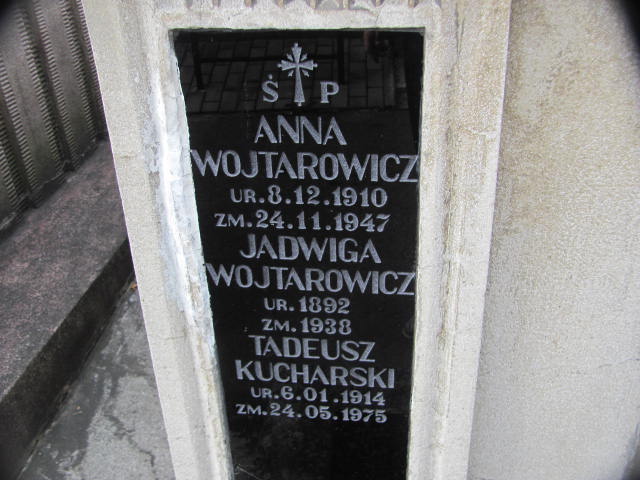 Ś P
ANNA
WOJTAROWICZ
UR.8.12.1910
ZM.24.11.1947
JADWIGA
WOJTAROWICZ
UR.1892
ZM.1938
TADEUSZ
KUCHARSKI
UR.6.01.1914
ZM.24.05.1975